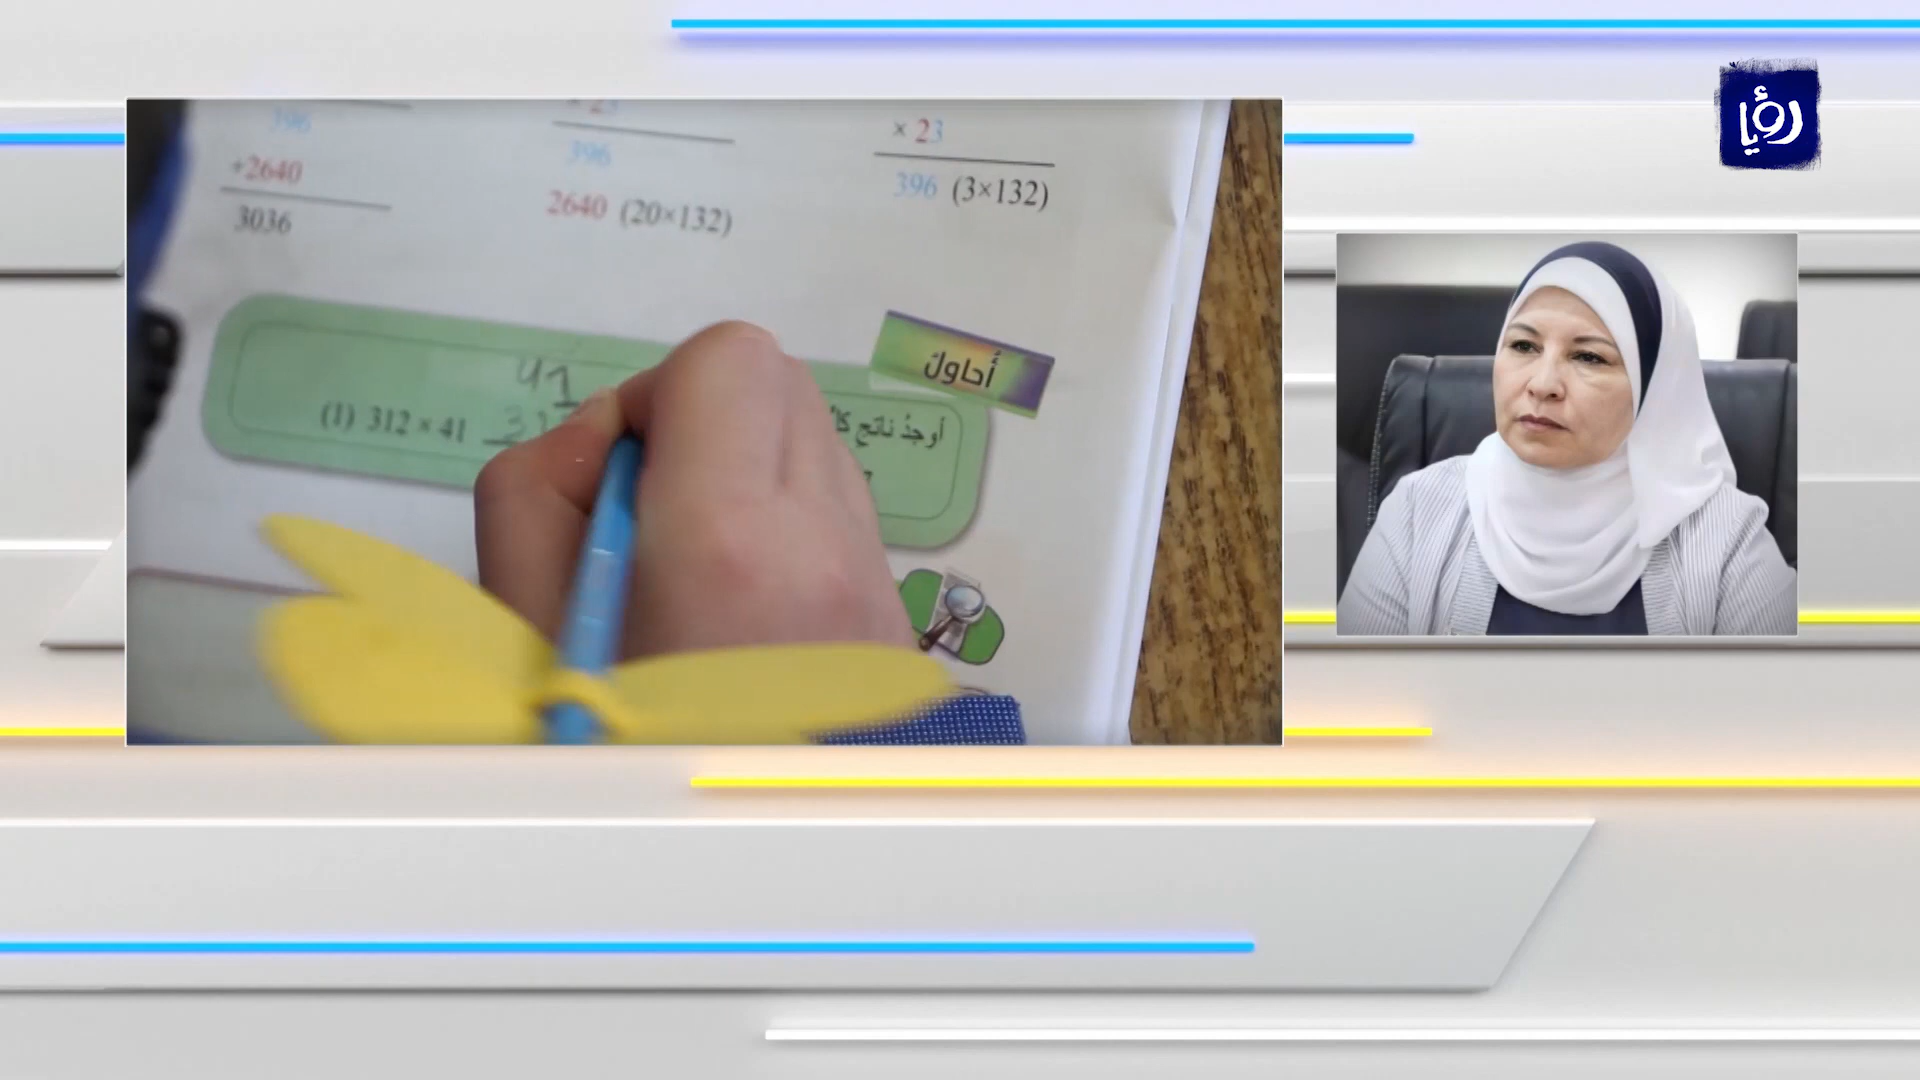 رؤيا
396
+2640
3036
396
2640 (20×132)
× 23
396 (3×132)
أحاول
أوجد ناتج
(1) 312 × 41
41